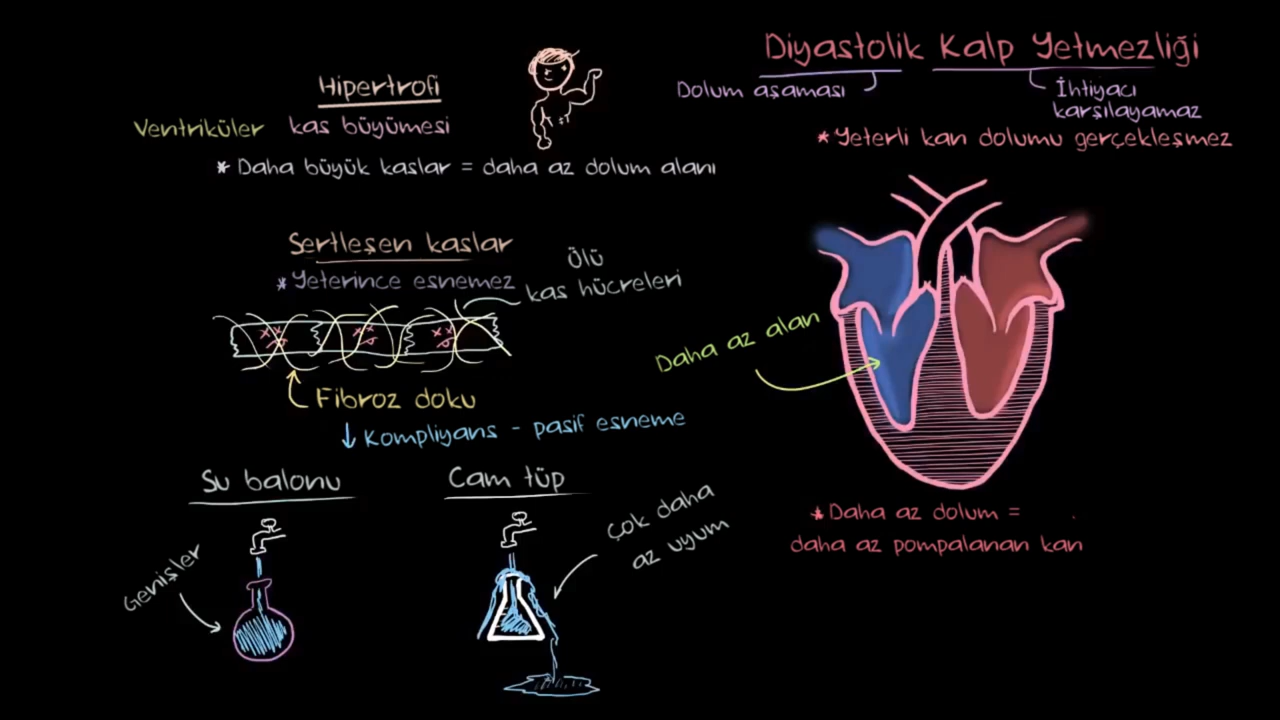 Diyastolik Kalp Yetmezliği
Dolum aşaması
İhtiyacı
karşılayamaz
*Yeterli kan dolumu gerçekleşmez
Hipertrofi
Ventriküler kas büyümesi
* Daha büyük kaslar = daha az dolum alanı
Sertleşen kaslar
*Yeterince esnemez
Ölü
kas hücreleri
Fibroz doku
↓ Kompliyans - pasif esneme
Su balonu
Genişler
Cam tüp
Çok daha
az uyum
Daha az alan
*Daha az dolum =
daha az pompalanan kan